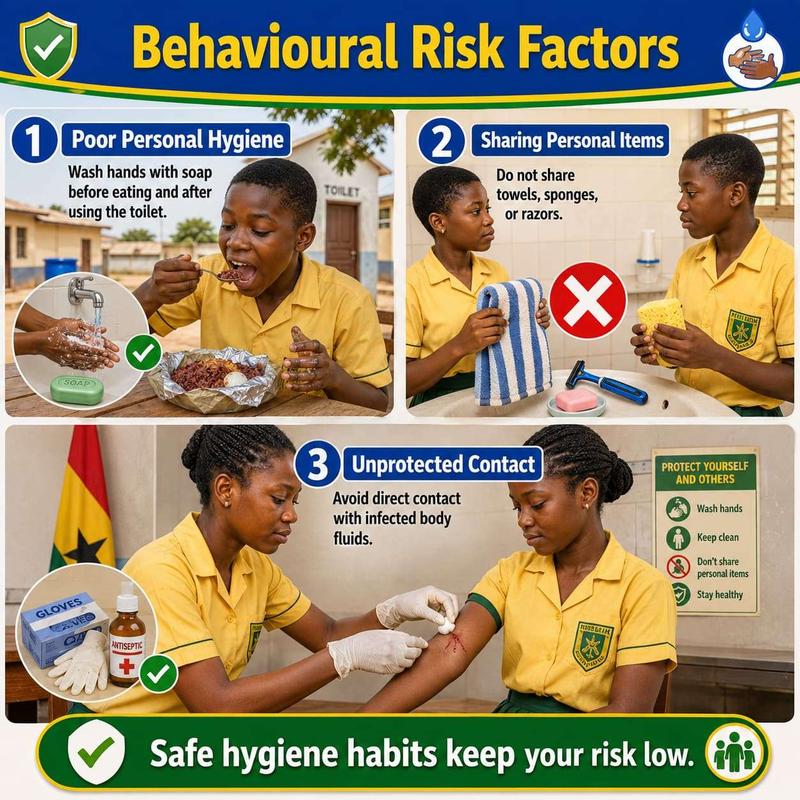 Behavioural Risk Factors
1 Poor Personal Hygiene
Wash hands with soap
before eating and after
using the toilet.
TOILET
SOAP
2 Sharing Personal Items
Do not share
towels, sponges,
or razors.
3 Unprotected Contact
Avoid direct contact
with infected body
fluids.
GLOVES
ANTISEPTIC
PROTECT YOURSELF
AND OTHERS
Wash hands
Keep clean
Don't share
personal items
Stay healthy
Safe hygiene habits keep your risk low.